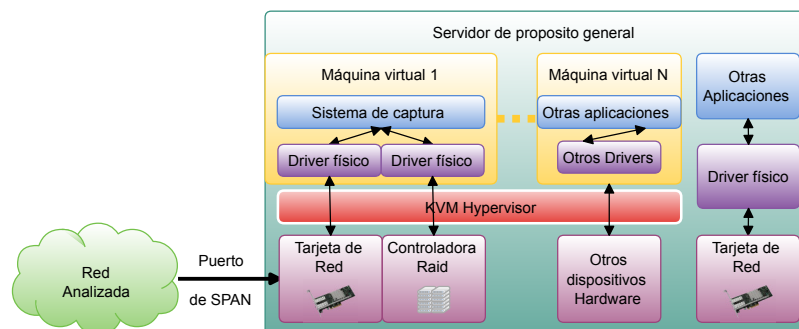 Servidor de proposito general
Máquina virtual 1
Sistema de captura
Driver físico
Driver físico
Máquina virtual N
Otras aplicaciones
Otros Drivers
Otras
Aplicaciones
Driver físico
KVM Hypervisor
Red
Analizada
Puerto
de SPAN
Tarjeta de
Red
Controladora
Raid
Otros
dispositivos
Hardware
Tarjeta de
Red